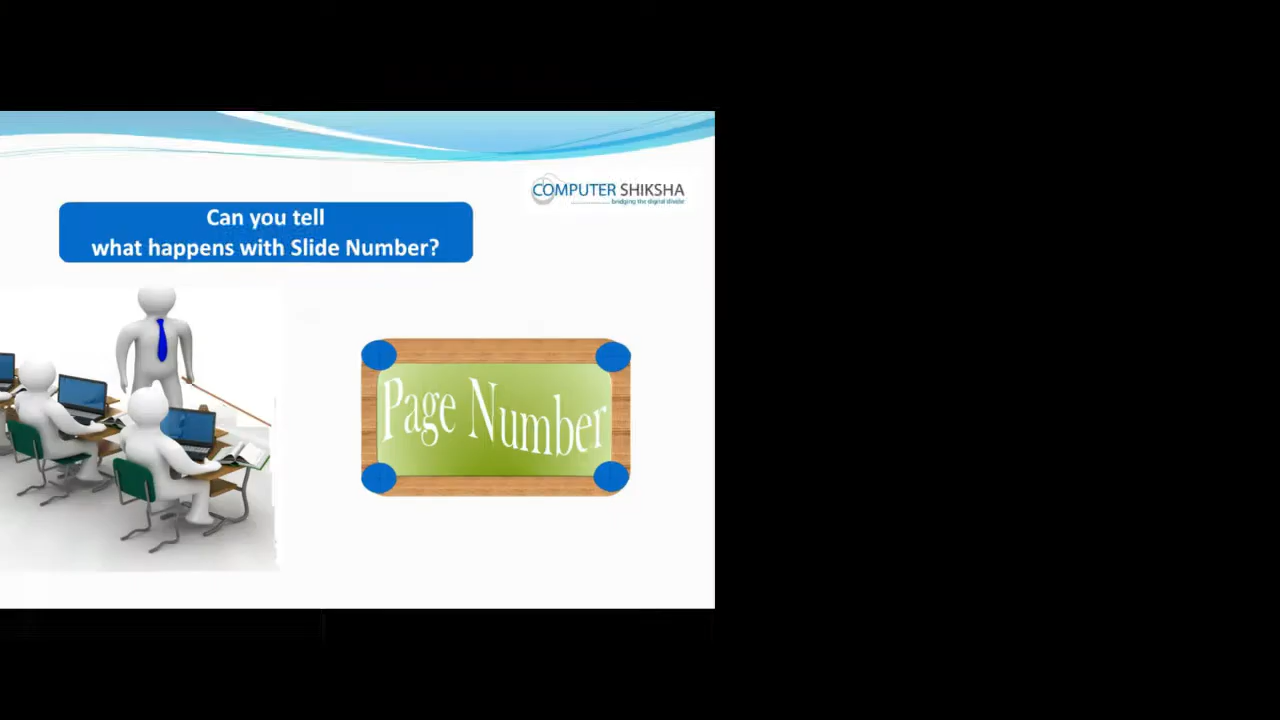 COMPUTER SHIKSHA
bridging the digital divide
Can you tell
what happens with Slide Number?
Page Number